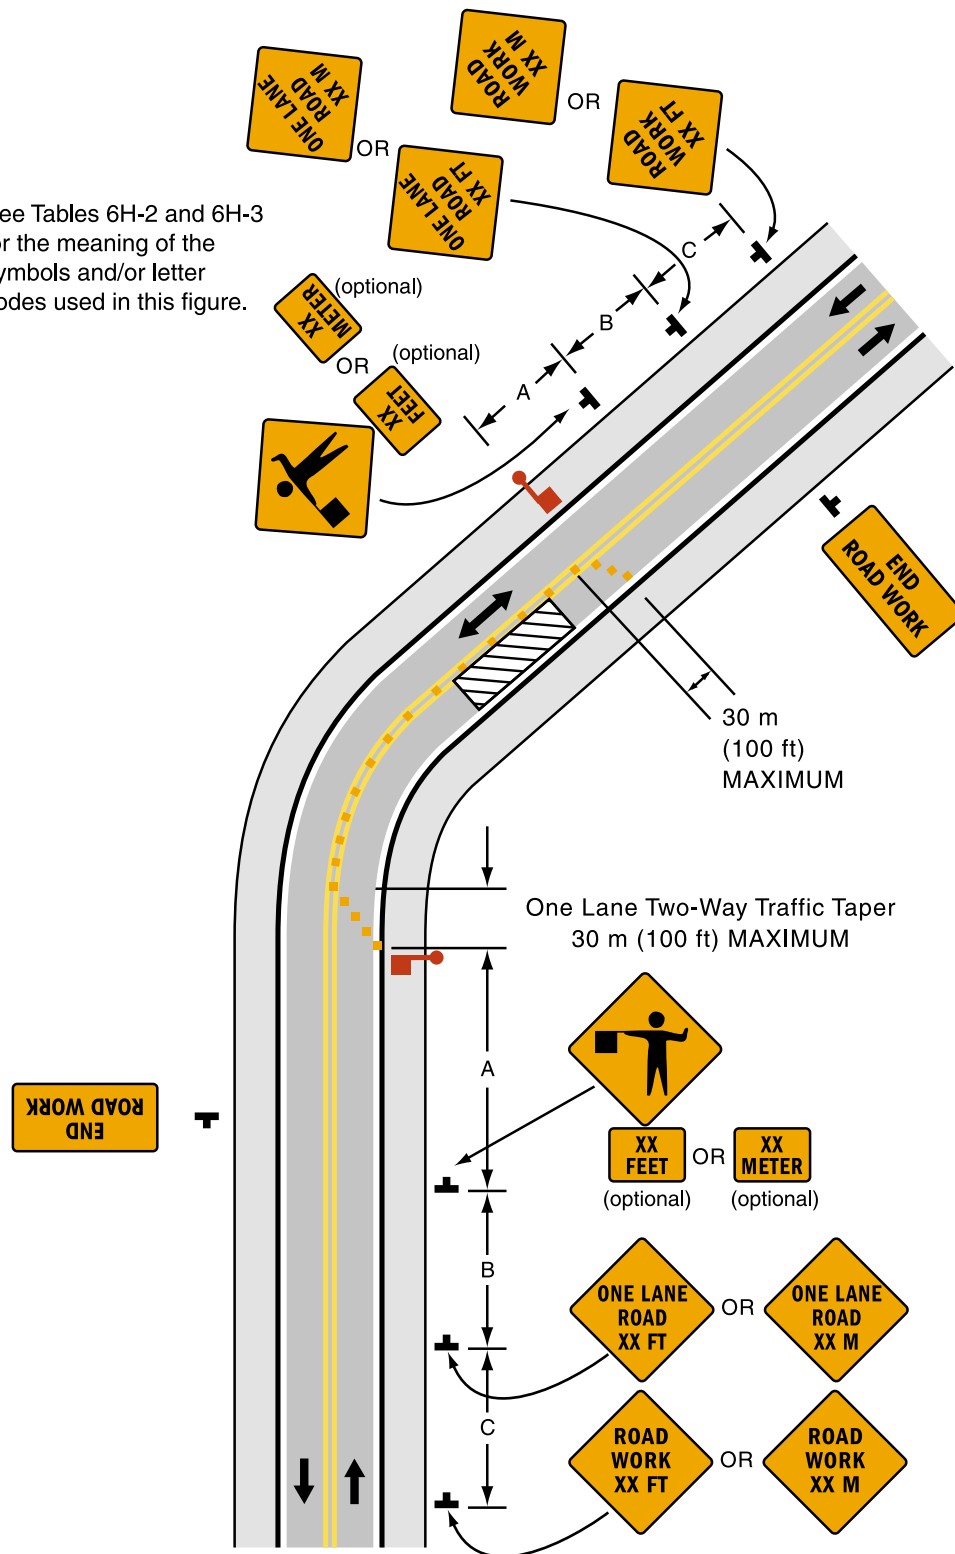 ROAD
WORK
XX M
OR
ROAD
WORK
XX FT
ONE LANE
ROAD
XX M
OR
ONE LANE
ROAD
XX FT
ee Tables 6H-2 and 6H-3
or the meaning of the
ymbols and/or letter
odes used in this figure.
C
B
A
(optional)
XX
METER
OR
(optional)
XX
FEET
END
ROAD WORK
30 m
(100 ft)
MAXIMUM
One Lane Two-Way Traffic Taper
30 m (100 ft) MAXIMUM
A
END
ROAD WORK
XX
FEET
OR
XX
METER
(optional)
(optional)
B
ONE LANE
ROAD
XX FT
OR
ONE LANE
ROAD
XX M
C
ROAD
WORK
XX FT
OR
ROAD
WORK
XX M